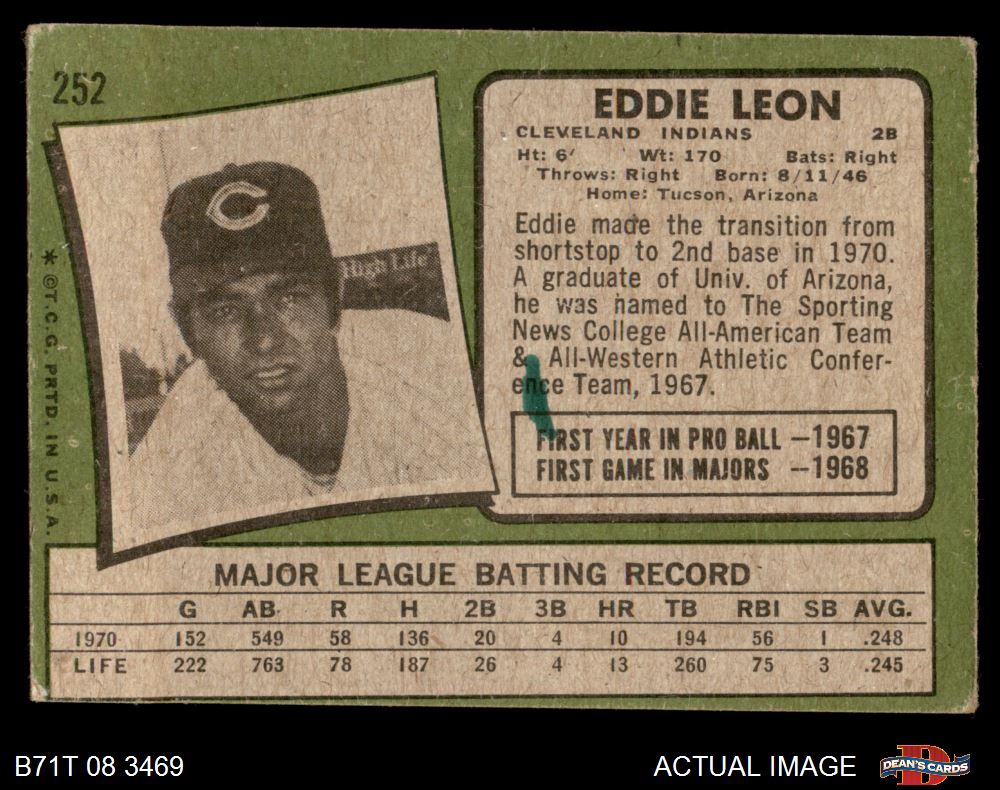 252
C
High Life
* © T.C.G. PRTD. IN U.S.A.
EDDIE LEON
CLEVELAND INDIANS 2B
Ht: 6' Wt: 170 Bats: Right
Throws: Right Born: 8/11/46
Home: Tucson, Arizona
Eddie made the transition from
shortstop to 2nd base in 1970.
A graduate of Univ. of Arizona,
he was named to The Sporting
News College All-American Team
& All-Western Athletic Confer-
ence Team, 1967.
FIRST YEAR IN PRO BALL —1967
FIRST GAME IN MAJORS —1968
MAJOR LEAGUE BATTING RECORD
G AB R H 2B 3B HR TB RBI SB AVG.
1970 152 549 58 136 20 4 10 194 56 1 .248
LIFE 222 763 78 187 26 4 13 260 75 3 .245
B71T 08 3469
ACTUAL IMAGE
D
DEAN'S CARDS